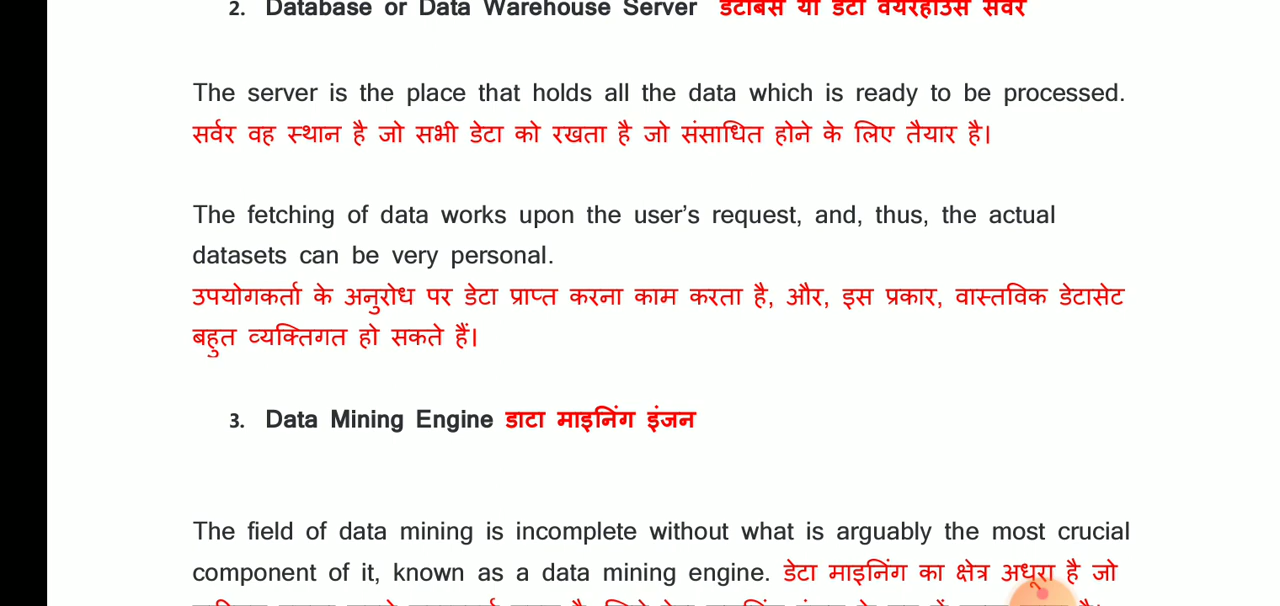 2. Database or Data Warehouse Server डेटाबेस या डेटा वेयरहाउस सर्वर
The server is the place that holds all the data which is ready to be processed.
सर्वर वह स्थान है जो सभी डेटा को रखता है जो संसाधित होने के लिए तैयार है।
The fetching of data works upon the user’s request, and, thus, the actual
datasets can be very personal.
उपयोगकर्ता के अनुरोध पर डेटा प्राप्त करना काम करता है, और, इस प्रकार, वास्तविक डेटासेट
बहुत व्यक्तिगत हो सकते हैं।
3. Data Mining Engine डाटा माइनिंग इंजन
The field of data mining is incomplete without what is arguably the most crucial
component of it, known as a data mining engine. डेटा माइनिंग का क्षेत्र अधूरा है जो